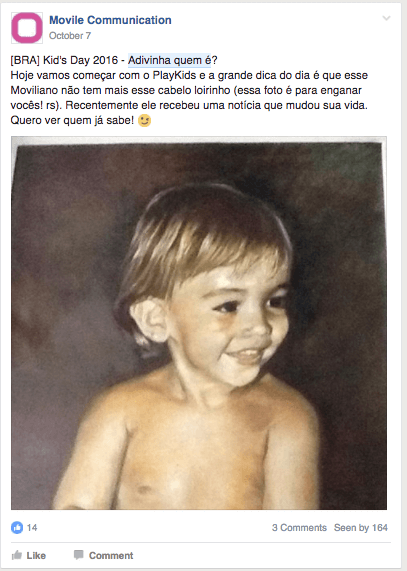 Movile Communication
October 7
[BRA] Kid's Day 2016 - Adivinha quem é?
Hoje vamos começar com o PlayKids e a grande dica do dia é que esse
Moviliano não tem mais esse cabelo loirinho (essa foto é para enganar
vocês! rs). Recentemente ele recebeu uma notícia que mudou sua vida.
Quero ver quem já sabe! 😉
14
3 Comments Seen by 164
Like Comment